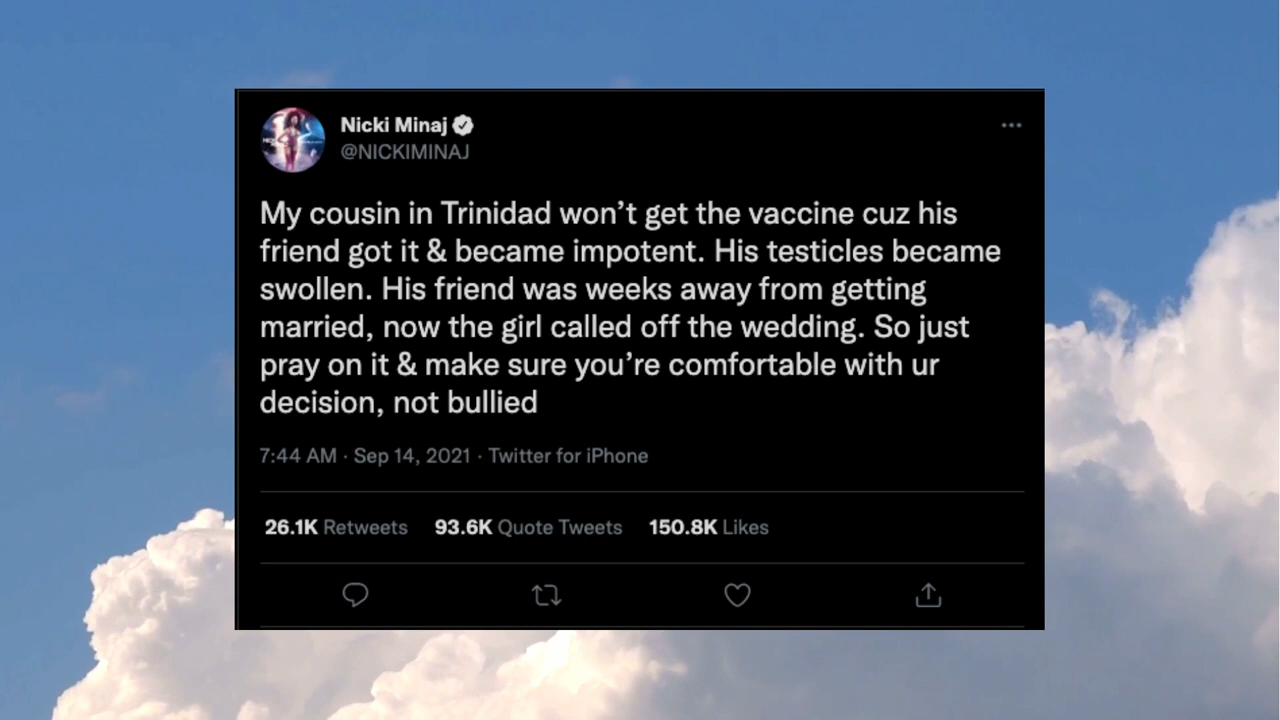 Nicki Minaj
@NICKIMINAJ
My cousin in Trinidad won’t get the vaccine cuz his
friend got it & became impotent. His testicles became
swollen. His friend was weeks away from getting
married, now the girl called off the wedding. So just
pray on it & make sure you’re comfortable with ur
decision, not bullied
7:44 AM · Sep 14, 2021 · Twitter for iPhone
26.1K Retweets 93.6K Quote Tweets 150.8K Likes